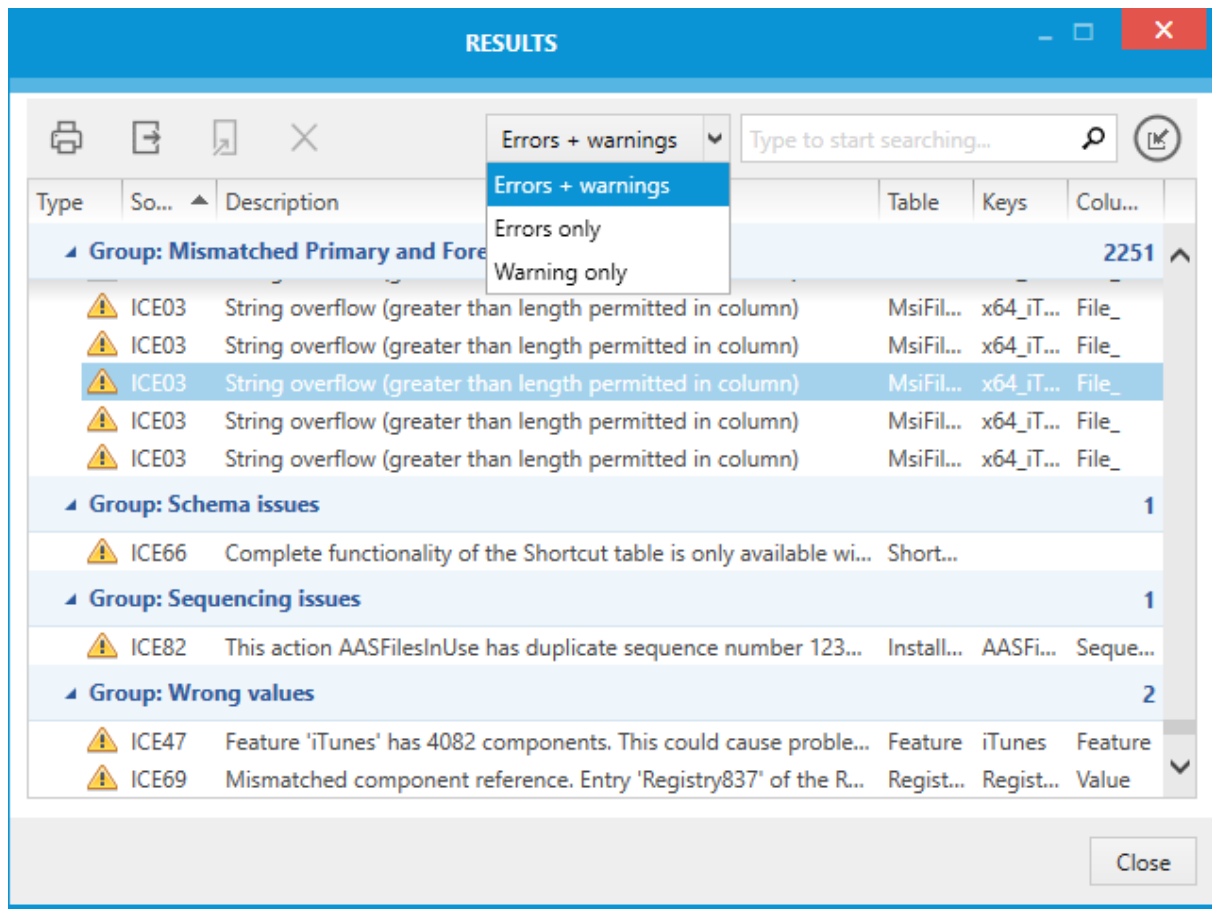 RESULTS
Errors + warnings Type to start searching...
Errors + warnings
Errors only
Warning only
Type So... Description Table Keys Colu...
Group: Mismatched Primary and Fore 2251
ICE03 String overflow (greater than length permitted in column) MsiFil... x64_iT... File_
ICE03 String overflow (greater than length permitted in column) MsiFil... x64_iT... File_
ICE03 String overflow (greater than length permitted in column) MsiFil... x64_iT... File_
ICE03 String overflow (greater than length permitted in column) MsiFil... x64_iT... File_
ICE03 String overflow (greater than length permitted in column) MsiFil... x64_iT... File_
Group: Schema issues 1
ICE66 Complete functionality of the Shortcut table is only available wi... Short...
Group: Sequencing issues 1
ICE82 This action AASFilesInUse has duplicate sequence number 123... Install... AASFi... Seque...
Group: Wrong values 2
ICE47 Feature 'iTunes' has 4082 components. This could cause proble... Feature iTunes Feature
ICE69 Mismatched component reference. Entry 'Registry837' of the R... Regist... Regist... Value
Close